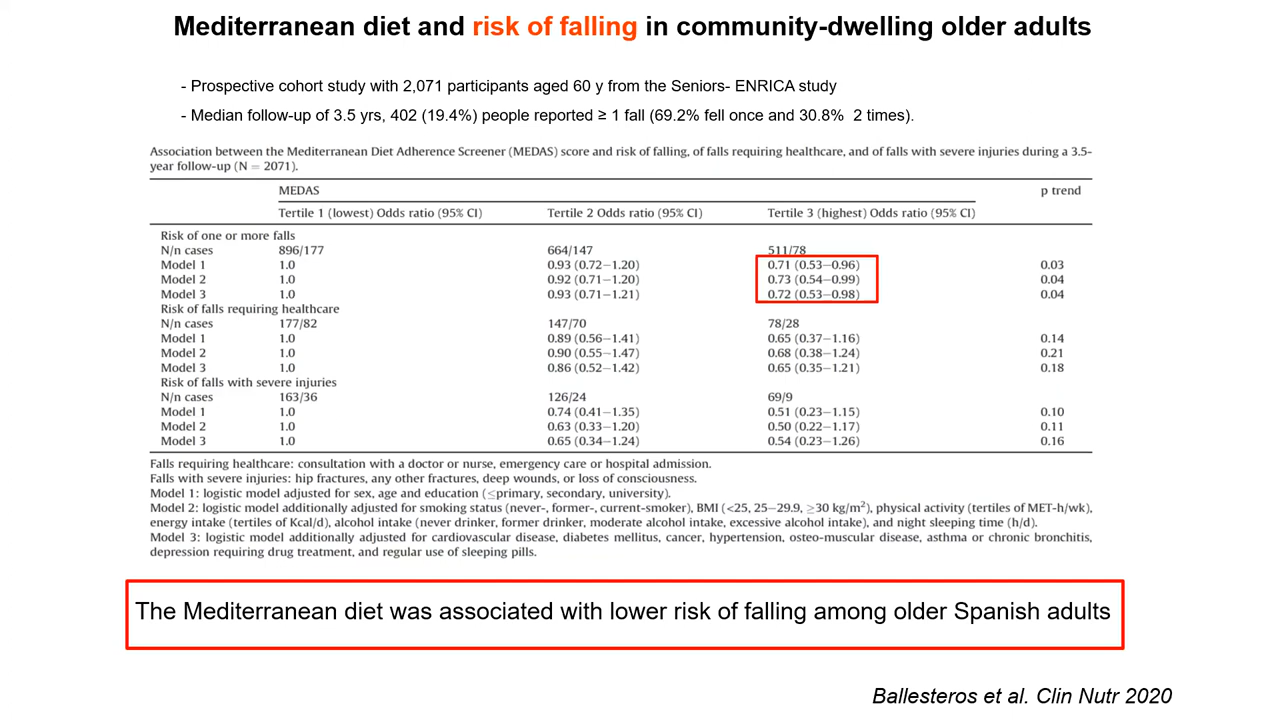 Mediterranean diet and risk of falling in community-dwelling older adults
- Prospective cohort study with 2,071 participants aged 60 y from the Seniors- ENRICA study
- Median follow-up of 3.5 yrs, 402 (19.4%) people reported ≥ 1 fall (69.2% fell once and 30.8%  2 times).
Association between the Mediterranean Diet Adherence Screener (MEDAS) score and risk of falling, of falls requiring healthcare, and of falls with severe injuries during a 3.5-
year follow-up (N = 2071).
MEDAS p trend
Tertile 1 (lowest) Odds ratio (95% CI) Tertile 2 Odds ratio (95% CI) Tertile 3 (highest) Odds ratio (95% CI)
Risk of one or more falls
N/n cases 896/177 664/147 511/78
Model 1 1.0 0.93 (0.72–1.20) 0.71 (0.53–0.96) 0.03
Model 2 1.0 0.92 (0.71–1.20) 0.73 (0.54–0.99) 0.04
Model 3 1.0 0.93 (0.71–1.21) 0.72 (0.53–0.98) 0.04
Risk of falls requiring healthcare
N/n cases 177/82 147/70 78/28
Model 1 1.0 0.89 (0.56–1.41) 0.65 (0.37–1.16) 0.14
Model 2 1.0 0.90 (0.55–1.47) 0.68 (0.38–1.24) 0.21
Model 3 1.0 0.86 (0.52–1.42) 0.65 (0.35–1.21) 0.18
Risk of falls with severe injuries
N/n cases 163/36 126/24 69/9
Model 1 1.0 0.74 (0.41–1.35) 0.51 (0.23–1.15) 0.10
Model 2 1.0 0.63 (0.33–1.20) 0.50 (0.22–1.17) 0.11
Model 3 1.0 0.65 (0.34–1.24) 0.54 (0.23–1.26) 0.16
Falls requiring healthcare: consultation with a doctor or nurse, emergency care or hospital admission.
Falls with severe injuries: hip fractures, any other fractures, deep wounds, or loss of consciousness.
Model 1: logistic model adjusted for sex, age and education (≤primary, secondary, university).
Model 2: logistic model additionally adjusted for smoking status (never-, former-, current-smoker), BMI (<25, 25–29.9, ≥30 kg/m²), physical activity (tertiles of MET-h/wk),
energy intake (tertiles of Kcal/d), alcohol intake (never drinker, former drinker, moderate alcohol intake, excessive alcohol intake), and night sleeping time (h/d).
Model 3: logistic model additionally adjusted for cardiovascular disease, diabetes mellitus, cancer, hypertension, osteo-muscular disease, asthma or chronic bronchitis,
depression requiring drug treatment, and regular use of sleeping pills.
The Mediterranean diet was associated with lower risk of falling among older Spanish adults
Ballesteros et al. Clin Nutr 2020